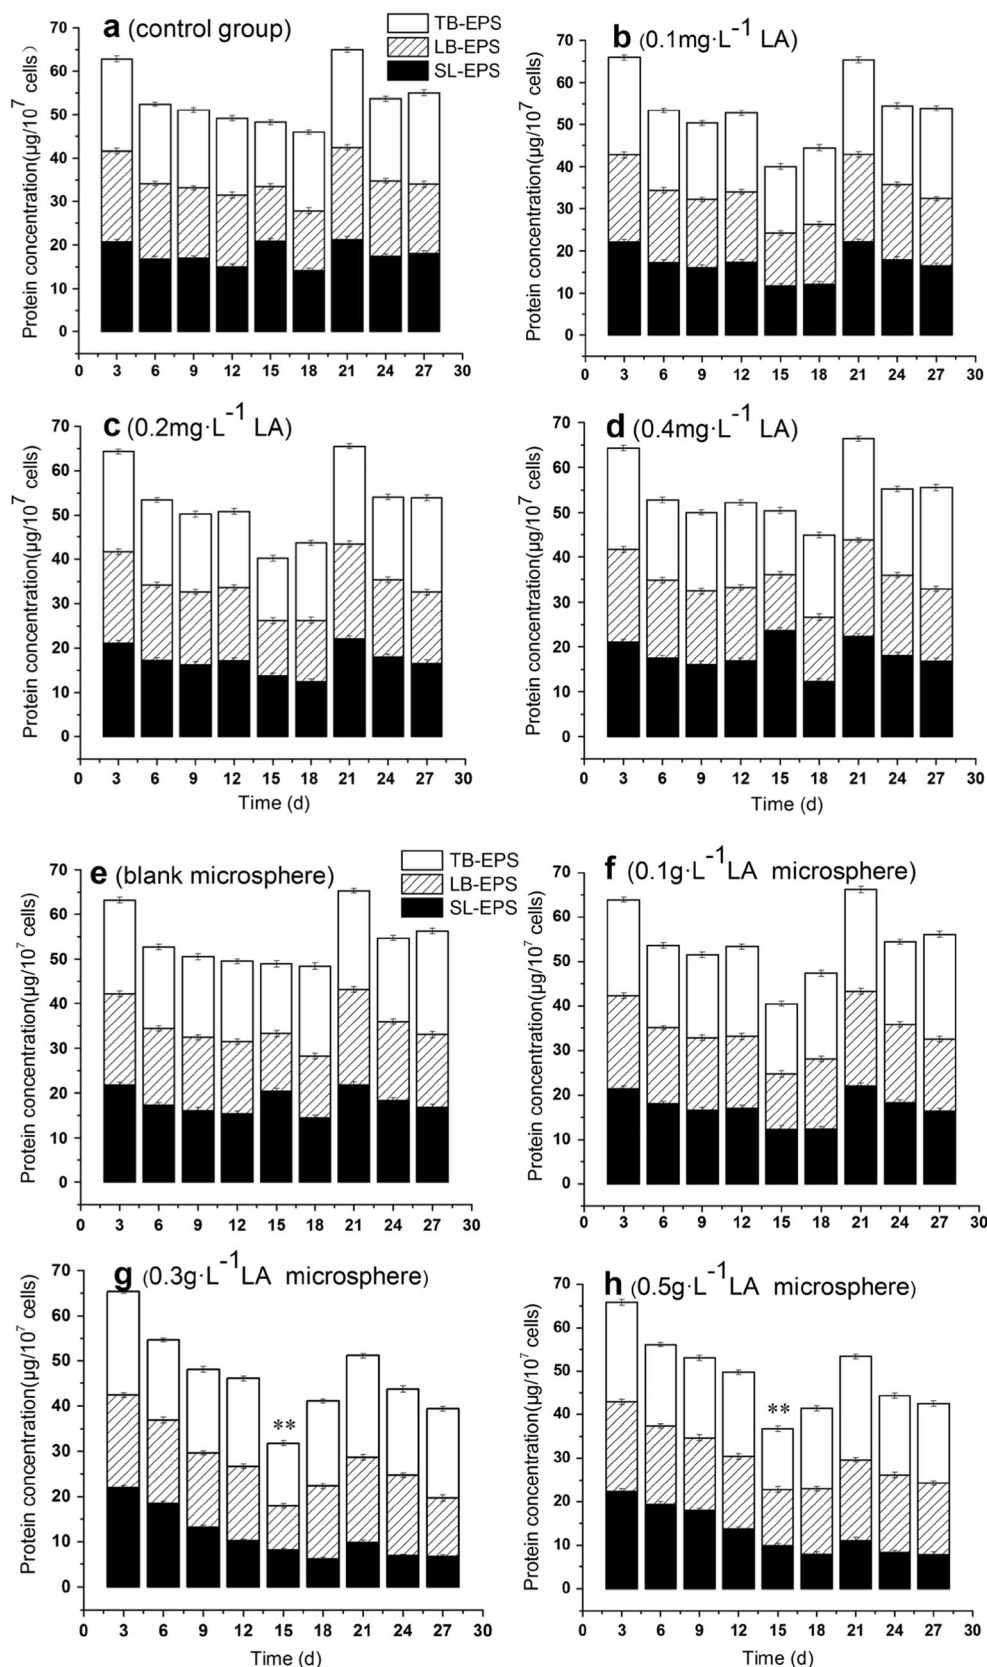 a (control group)
TB-EPS
LB-EPS
SL-EPS
Protein concentration(µg/10⁷ cells)
70
60
50
40
30
20
10
0
0 3 6 9 12 15 18 21 24 27 30
b (0.1mg·L⁻¹ LA)
Protein concentration(µg/10⁷ cells)
70
60
50
40
30
20
10
0
0 3 6 9 12 15 18 21 24 27 30
c (0.2mg·L⁻¹ LA)
Protein concentration(µg/10⁷ cells)
70
60
50
40
30
20
10
0
0 3 6 9 12 15 18 21 24 27 30
Time (d)
d (0.4mg·L⁻¹ LA)
Protein concentration(µg/10⁷ cells)
70
60
50
40
30
20
10
0
0 3 6 9 12 15 18 21 24 27 30
Time (d)
e (blank microsphere)
TB-EPS
LB-EPS
SL-EPS
Protein concentration(µg/10⁷ cells)
70
60
50
40
30
20
10
0
0 3 6 9 12 15 18 21 24 27 30
f (0.1g·L⁻¹LA microsphere)
Protein concentration(µg/10⁷ cells)
70
60
50
40
30
20
10
0
0 3 6 9 12 15 18 21 24 27 30
g (0.3g·L⁻¹LA microsphere)
Protein concentration(µg/10⁷ cells)
70
60
50
40
30
20
10
0
**
0 3 6 9 12 15 18 21 24 27 30
Time (d)
h (0.5g·L⁻¹LA microsphere)
Protein concentration(µg/10⁷ cells)
70
60
50
40
30
20
10
0
**
0 3 6 9 12 15 18 21 24 27 30
Time (d)